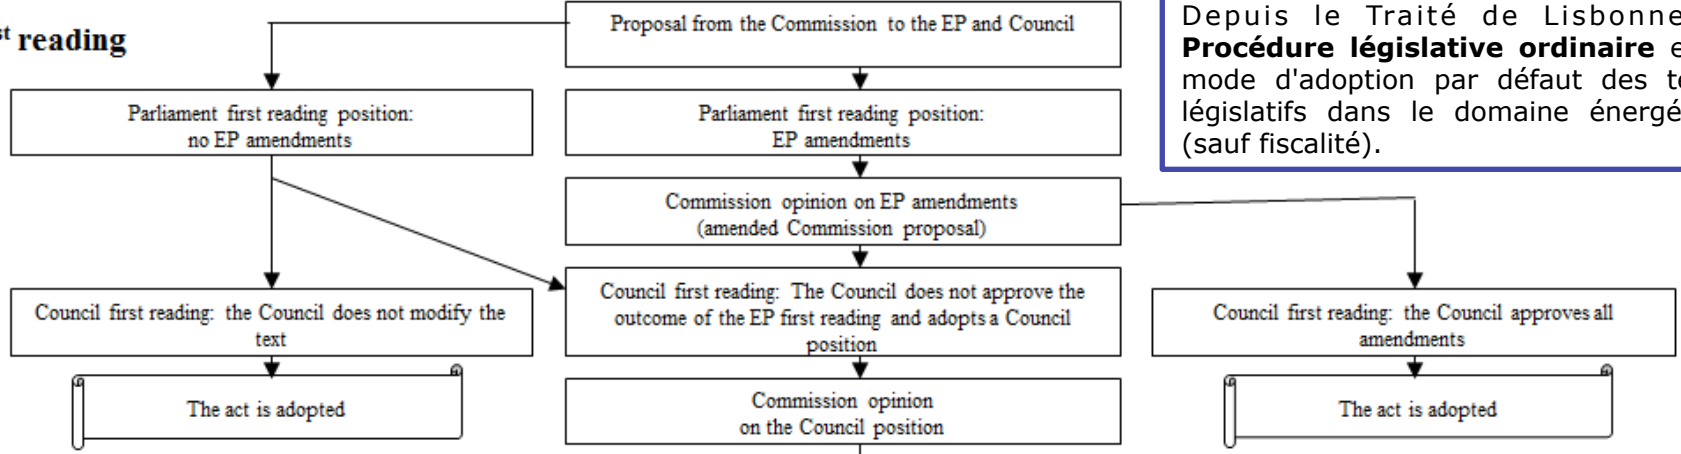 st reading
Proposal from the Commission to the EP and Council
Depuis le Traité de Lisbonne
Procédure législative ordinaire
mode d'adoption par défaut des
législatifs dans le domaine
(sauf fiscalité).
Parliament first reading position:
no EP amendments
Parliament first reading position:
EP amendments
Commission opinion on EP amendments
(amended Commission proposal)
Council first reading: the Council does not modify the
text
Council first reading: The Council does not approve the
outcome of the EP first reading and adopts a Council
position
Council first reading: the Council approves all
amendments
The act is adopted
Commission opinion
on the Council position
The act is adopted